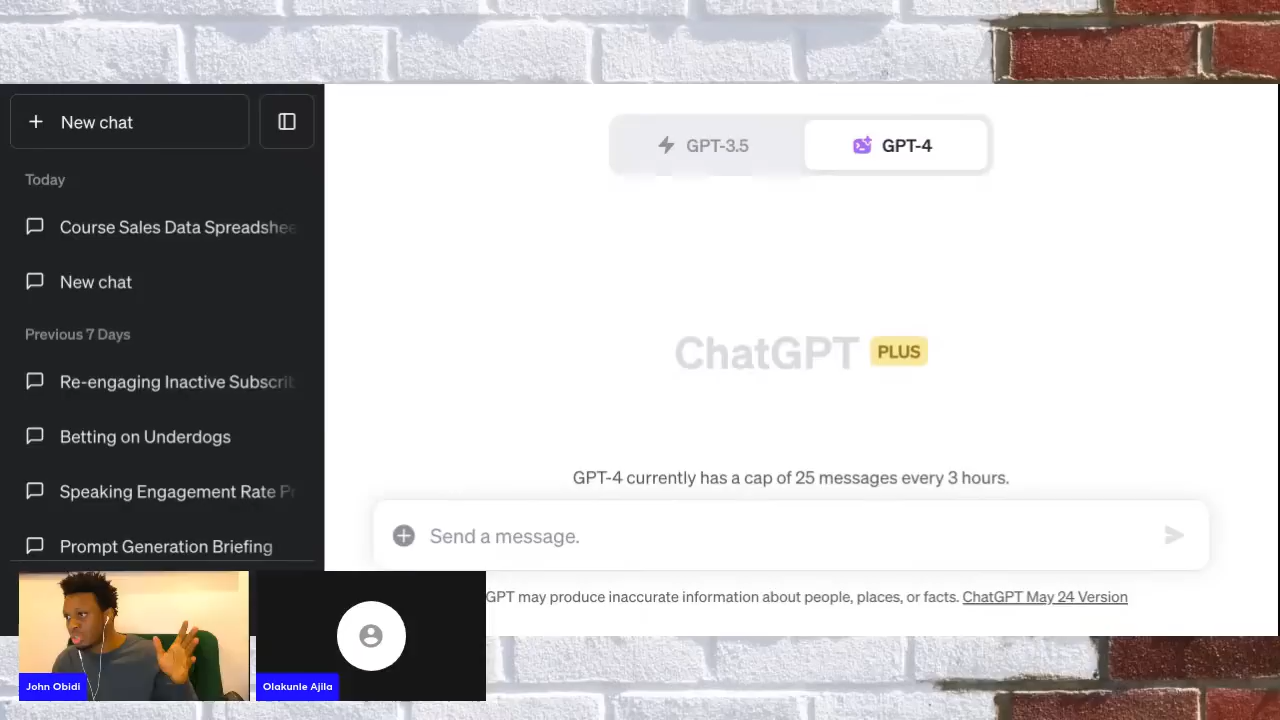 New chat
GPT-3.5
GPT-4
Today
Course Sales Data Spreadshee
New chat
Previous 7 Days
Re-engaging Inactive Subscrib
Betting on Underdogs
Speaking Engagement Rate Pr
Prompt Generation Briefing
ChatGPT PLUS
GPT-4 currently has a cap of 25 messages every 3 hours.
Send a message.
GPT may produce inaccurate information about people, places, or facts. ChatGPT May 24 Version
John Obidi
Olakunle Ajila